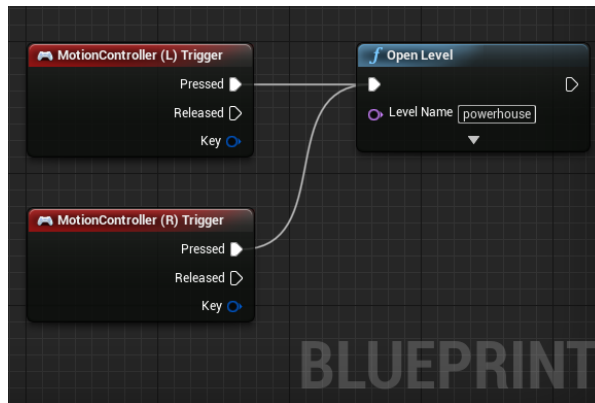 MotionController (L) Trigger
Pressed
Released
Key
f Open Level
Level Name powerhouse
MotionController (R) Trigger
Pressed
Released
Key
BLUEPRINT